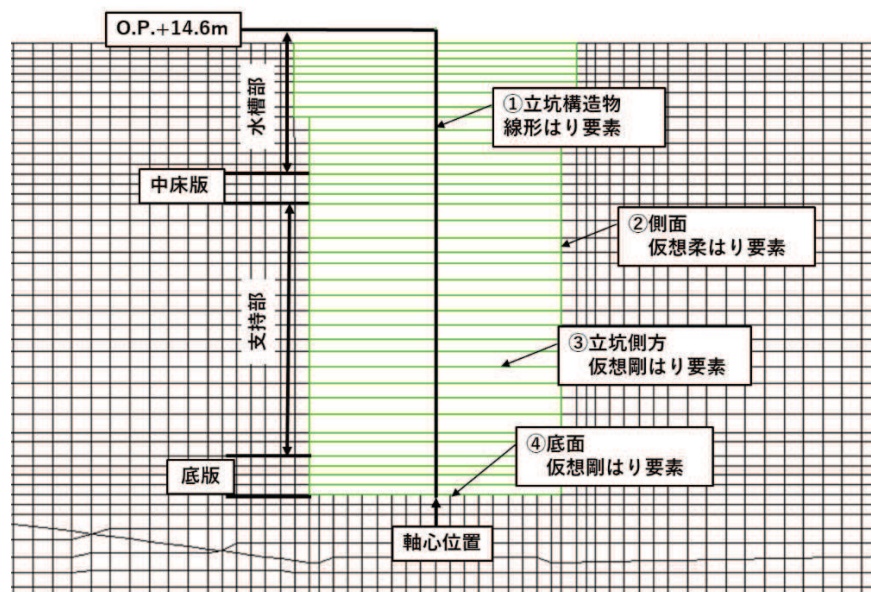 O.P.+14.6m
水槽部
①立坑構造物
線形はり要素
中床版
②側面
仮想柔はり要素
支持部
③立坑側方
仮想剛はり要素
④底面
仮想剛はり要素
底版
軸心位置